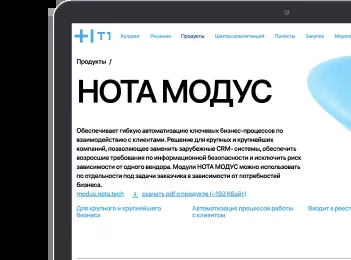 T1 Холдинг Решения Продукты Центры компетенций Проекты Закупки
Продукты /
НОТА МОДУС
Обеспечивает гибкую автоматизацию ключевых бизнес-процессов по
взаимодействию с клиентами. Решение для крупных и крупнейших
компаний, позволяющее заменить зарубежные CRM- системы, обеспечить
возросшие требования по информационной безопасности и исключить риск
зависимости от одного вендора. Модули НОТА МОДУС можно использовать
по отдельности под задачи заказчика в зависимости от потребностей
бизнеса.
modus.nota.tech скачать pdf о продукте (~192 Кбайт)
Для крупного и крупнейшего Автоматизация процессов работы Входит в реест
бизнеса с клиентом